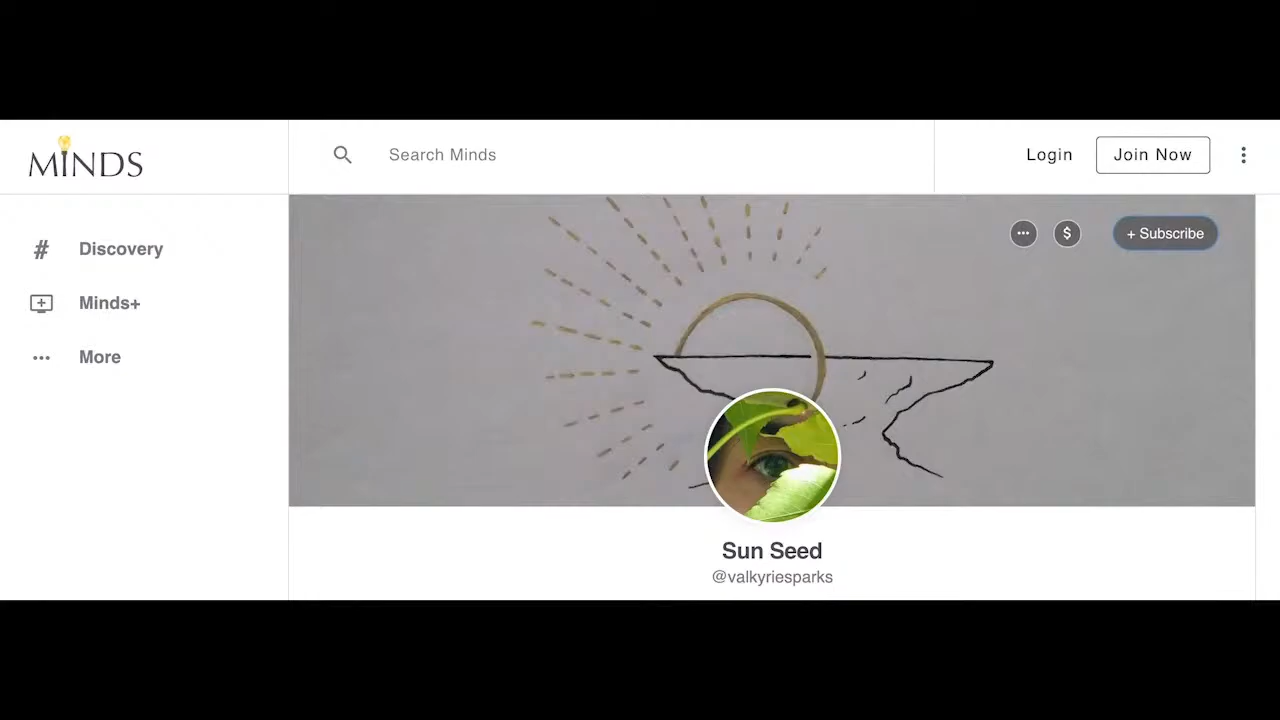 MINDS
Search Minds
Login
Join Now
# Discovery
Minds+
More
$
+ Subscribe
Sun Seed
@valkyriesparks